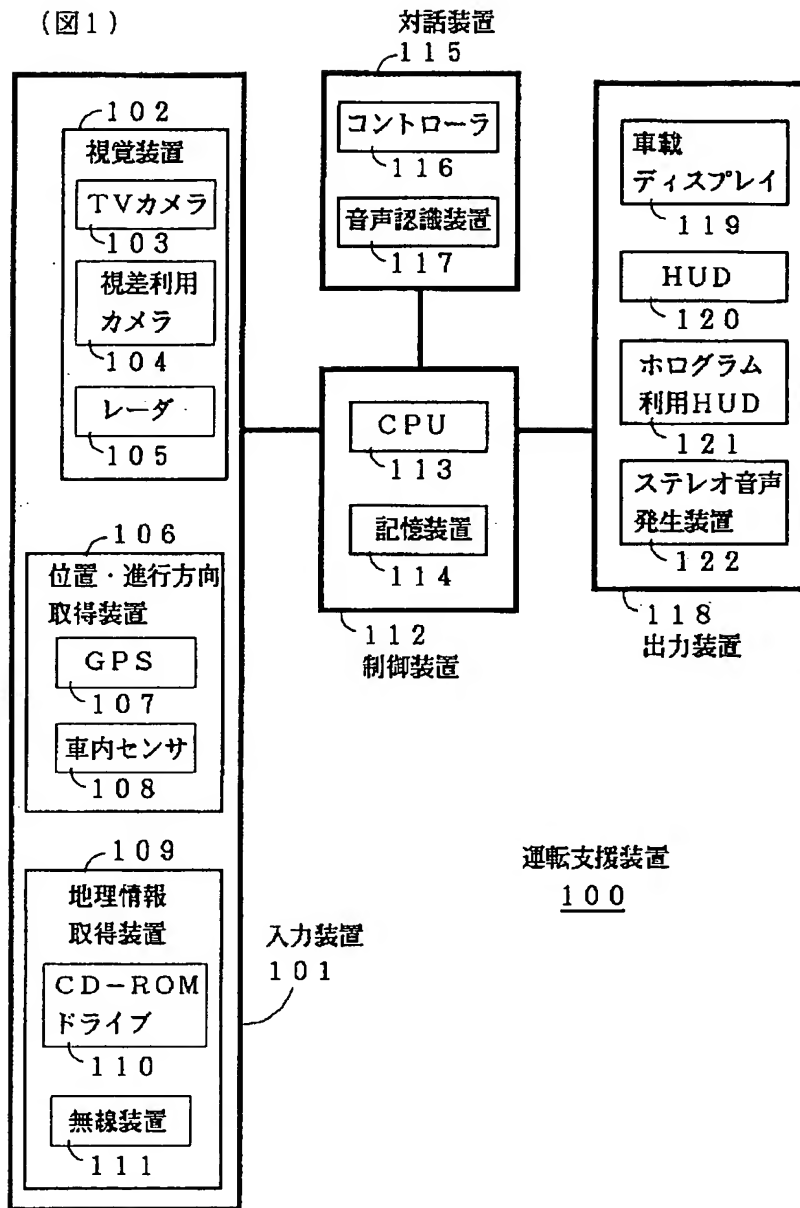 (図1)
102
視覚装置
TVカメラ
103
視差利用
カメラ
104
レーダ
105
106
位置・進行方向
取得装置
GPS
107
車内センサ
108
109
地理情報
取得装置
CD-ROM
ドライブ
110
無線装置
111
入力装置
101
対話装置
115
コントローラ
116
音声認識装置
117
CPU
113
記憶装置
114
112
制御装置
車載
ディスプレイ
119
HUD
120
ホログラム
利用HUD
121
ステレオ音声
発生装置
122
118
出力装置
運転支援装置
100